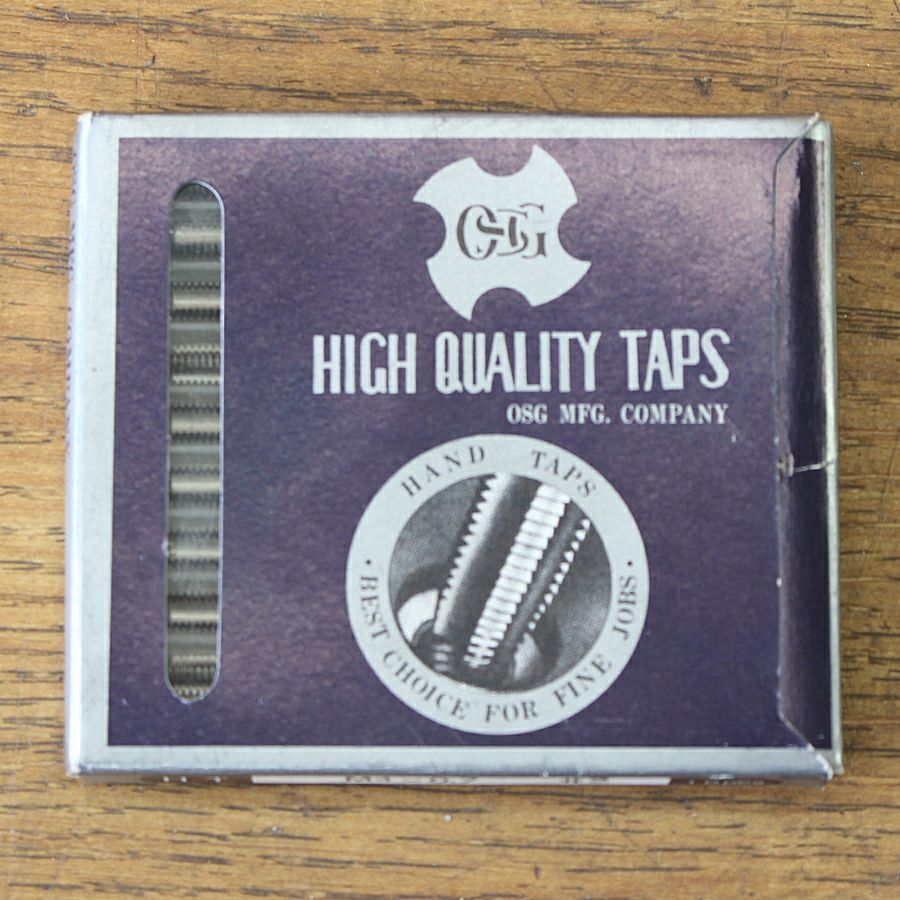 OSG
HIGH QUALITY TAPS
OSG MFG. COMPANY
HAND TAPS
· BEST CHOICE FOR FINE JOBS ·